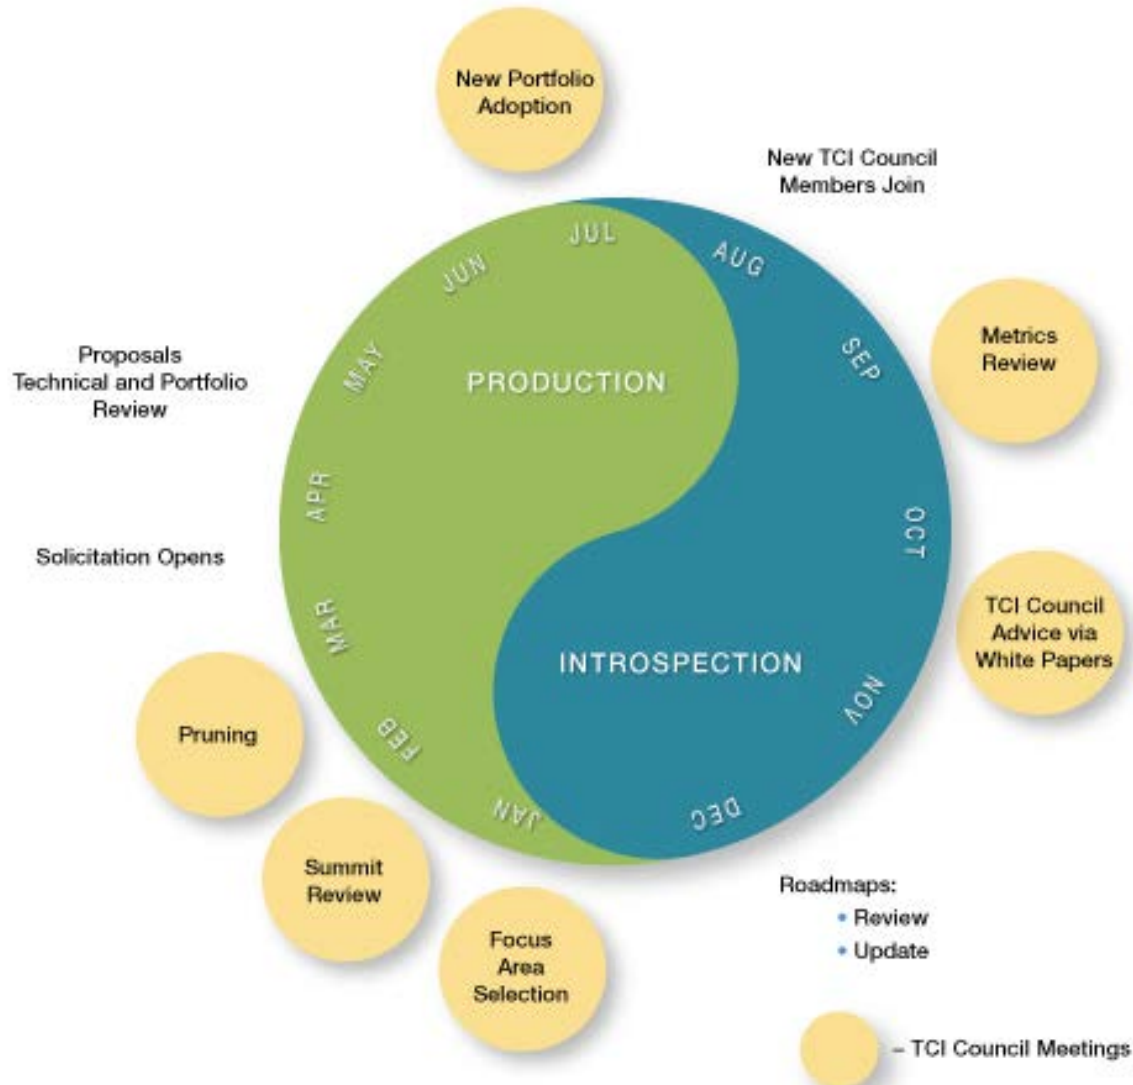 New Portfolio
Adoption
New TCI Council
Members Join
JUL
AUG
JUN
SEP
MAY
Metrics
Review
Proposals
Technical and Portfolio
Review
PRODUCTION
APR
OCT
Solicitation Opens
TCI Council
Advice via
White Papers
MAR
INTROSPECTION
NOV
Pruning
FEB
JAN
DEC
Summit
Review
Roadmaps:
• Review
• Update
Focus
Area
Selection
– TCI Council Meetings